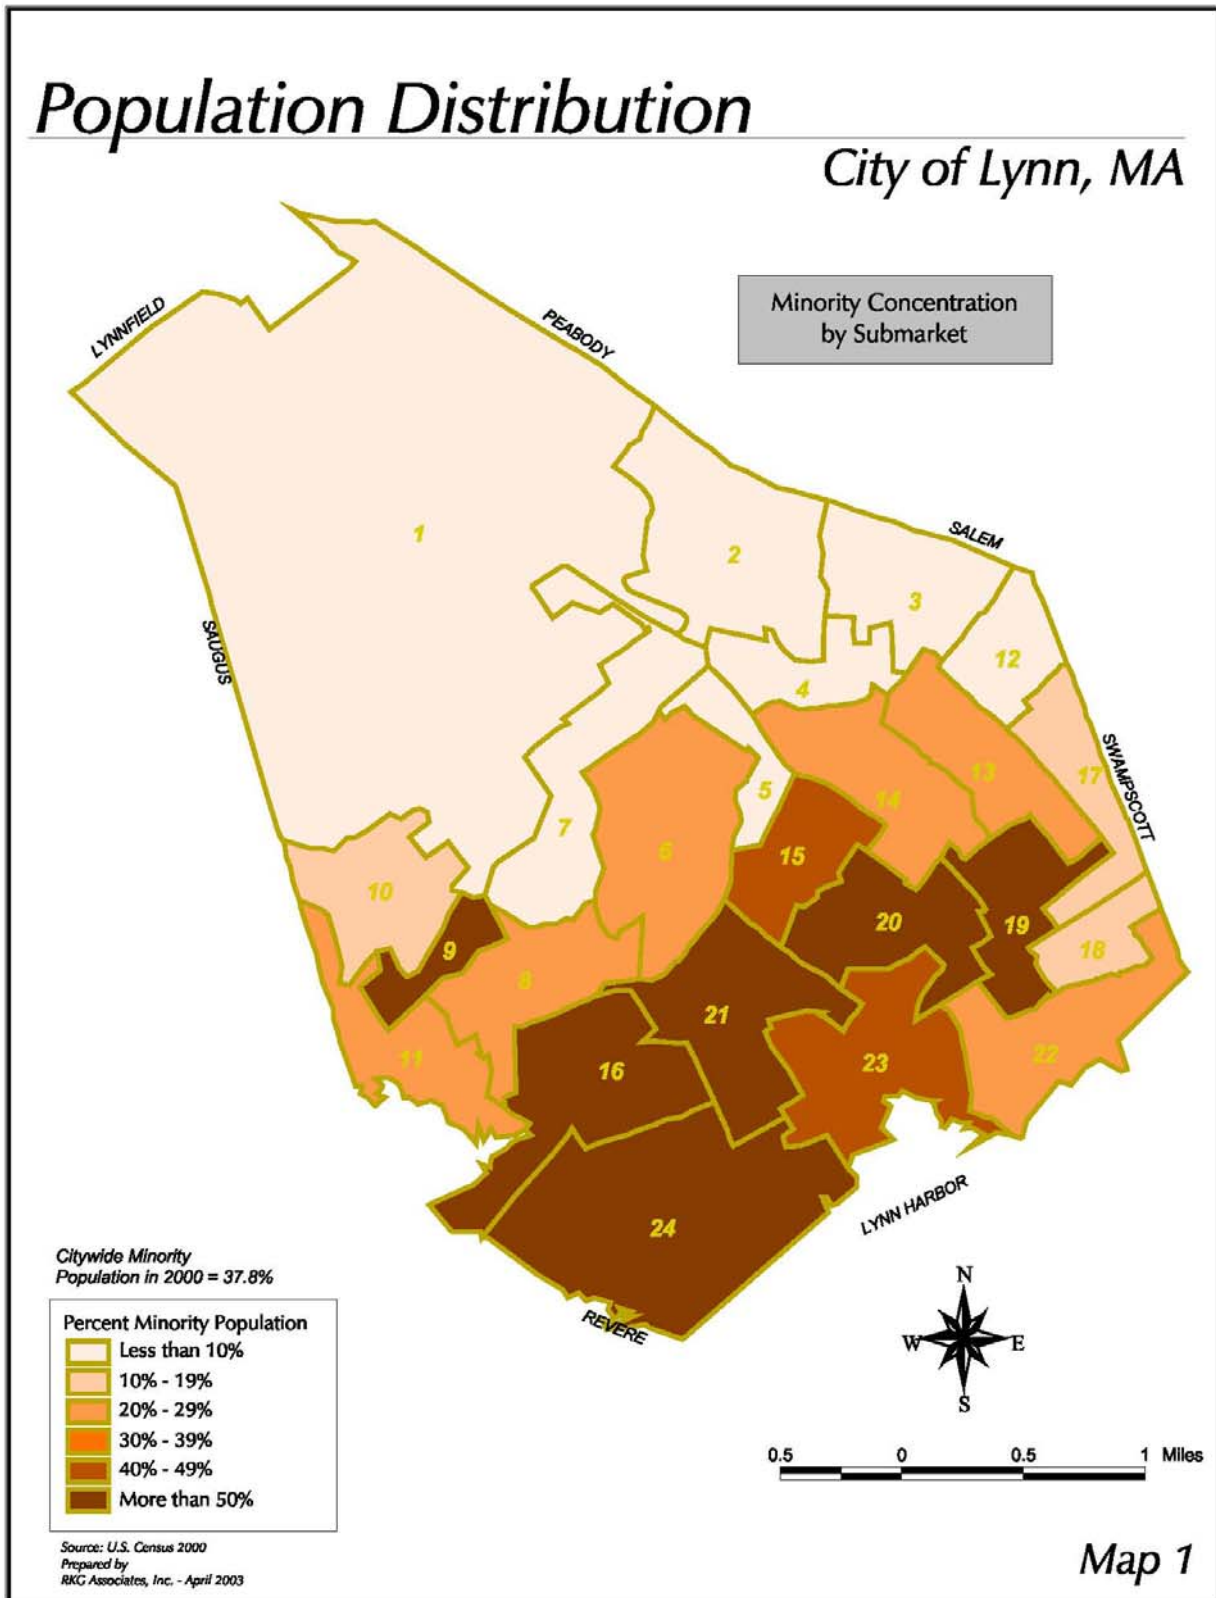 Population Distribution
City of Lynn, MA
Minority Concentration
by Submarket
LYNNFIELD
PEABODY
SALEM
SAUGUS
SWAMPSCOTT
1
2
3
12
4
17
13
5
14
7
6
15
10
20
19
9
18
8
21
22
11
16
23
24
LYNN HARBOR
REVERE
Citywide Minority
Population in 2000 = 37.8%
Percent Minority Population
Less than 10%
10% - 19%
20% - 29%
30% - 39%
40% - 49%
More than 50%
N
W E
S
0.5 0 0.5 1 Miles
Source: U.S. Census 2000
Prepared by
RKG Associates, Inc. - April 2003
Map 1